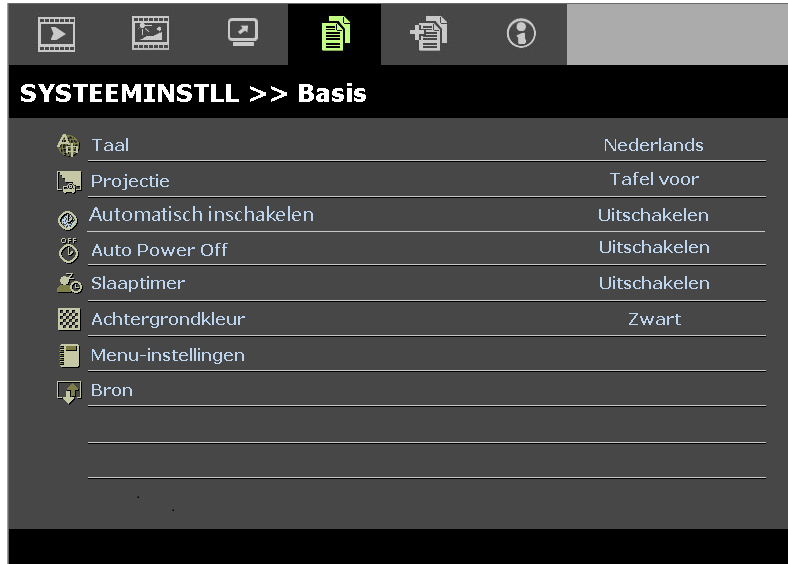 SYSTEEMINSTLL >> Basis
Taal Nederlands
Projectie Tafel voor
Automatisch inschakelen Uitschakelen
OFF
Auto Power Off Uitschakelen
Slaaptimer Uitschakelen
Achtergrondkleur Zwart
Menu-instellingen
Bron